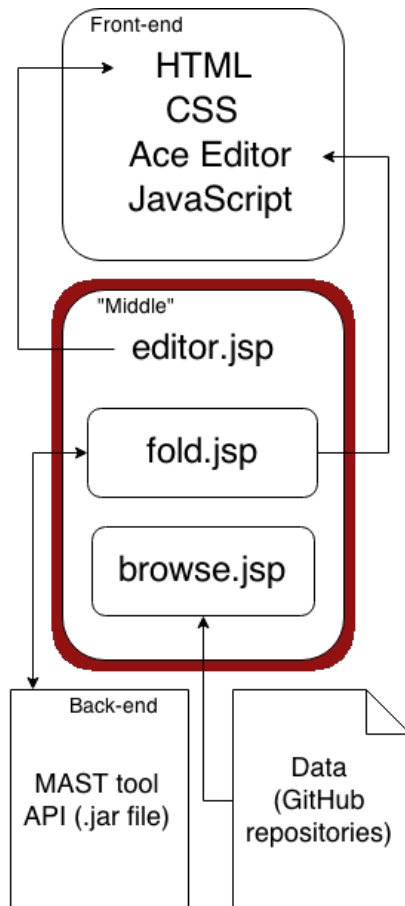 Front-end
HTML
CSS
Ace Editor
JavaScript
"Middle"
editor.jsp
fold.jsp
browse.jsp
Back-end
MAST tool
API (.jar file)
Data
(GitHub
repositories)